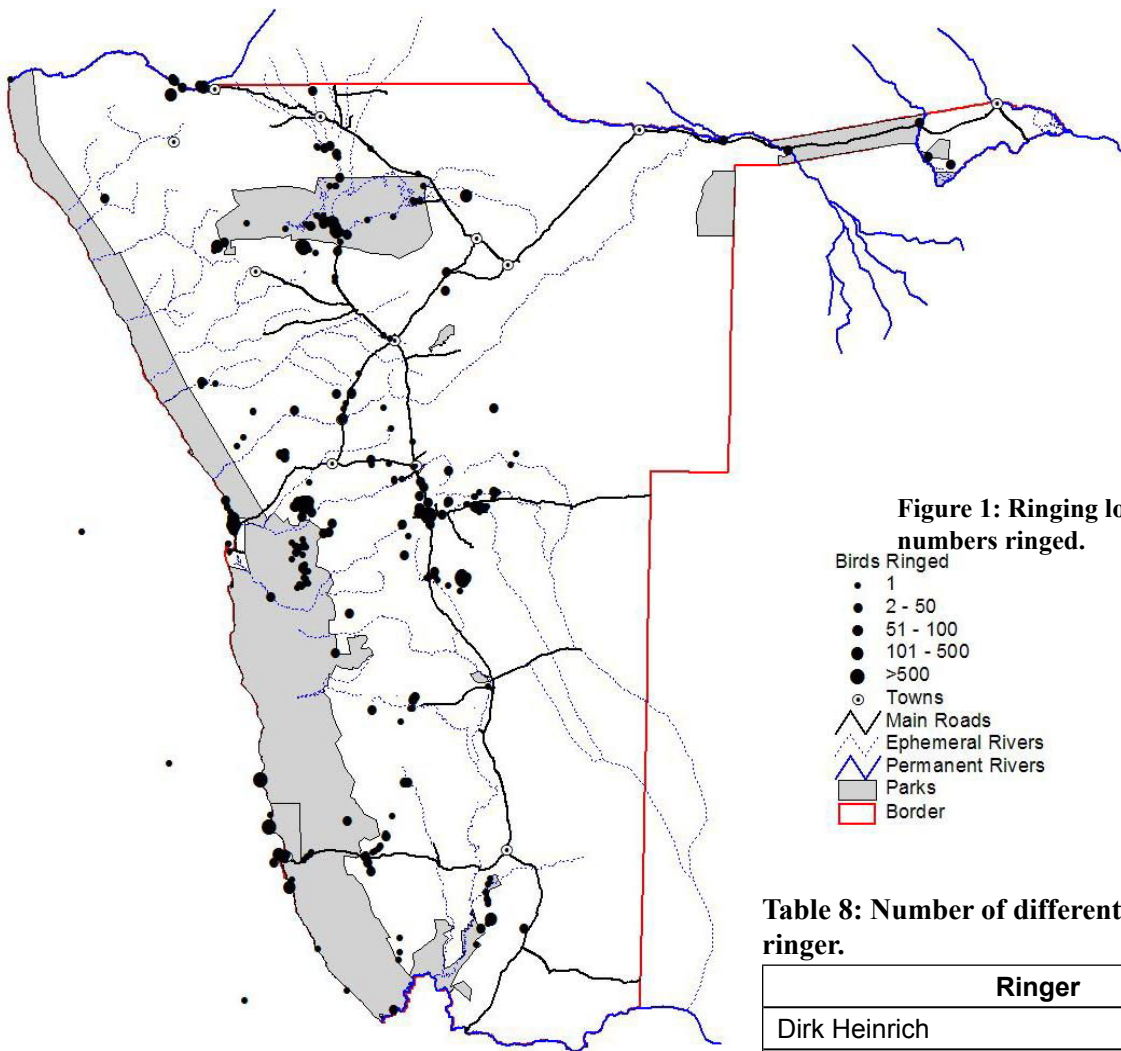 Figure 1: Ringing lo
numbers ringed.
Birds Ringed
1
2 - 50
51 - 100
101 - 500
>500
Towns
Main Roads
Ephemeral Rivers
Permanent Rivers
Parks
Border
Table 8: Number of different
ringer.
Ringer
Dirk Heinrich